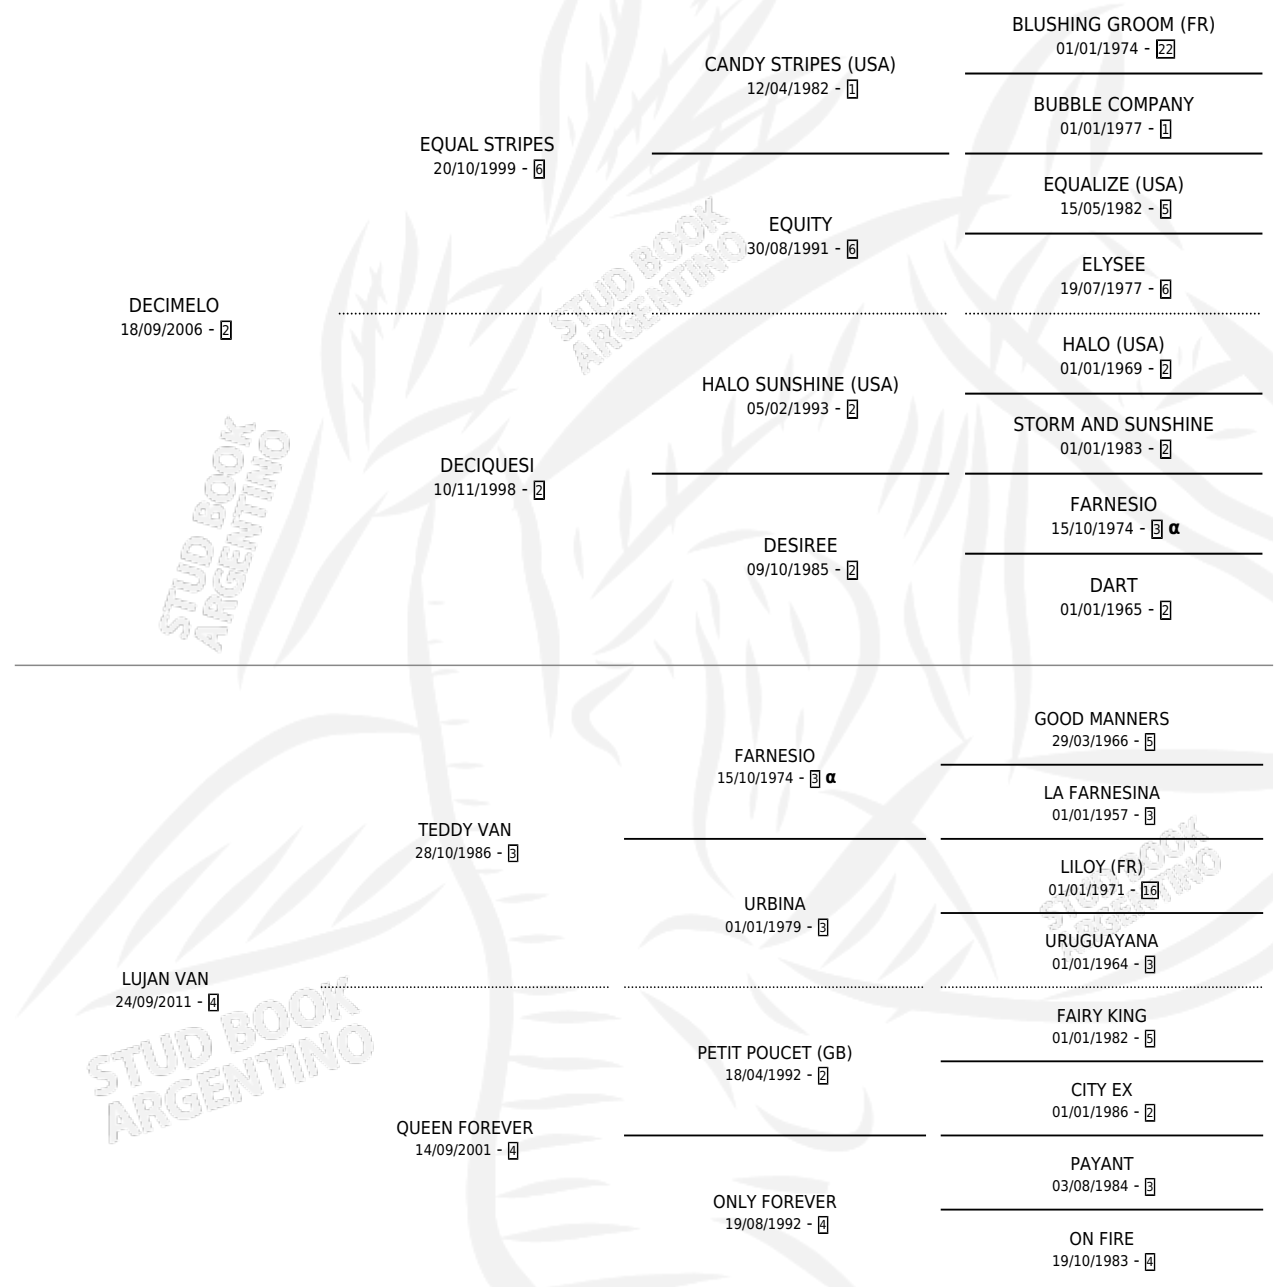 BLUSHING GROOM (FR)
01/01/1974 - 22
CANDY STRIPES (USA)
12/04/1982 - 1
BUBBLE COMPANY
01/01/1977 - 1
EQUAL STRIPES
20/10/1999 - 6
EQUALIZE (USA)
15/05/1982 - 5
EQUITY
30/08/1991 - 6
ELYSEE
19/07/1977 - 6
DECIMELO
18/09/2006 - 2
HALO (USA)
01/01/1969 - 2
HALO SUNSHINE (USA)
05/02/1993 - 2
STORM AND SUNSHINE
01/01/1983 - 2
DECIQUESI
10/11/1998 - 2
FARNESIO
15/10/1974 - 3 α
DESIREE
09/10/1985 - 2
DART
01/01/1965 - 2
GOOD MANNERS
29/03/1966 - 5
FARNESIO
15/10/1974 - 3 α
LA FARNESINA
01/01/1957 - 3
TEDDY VAN
28/10/1986 - 3
LILOY (FR)
01/01/1971 - 16
URBINA
01/01/1979 - 3
URUGUAYANA
01/01/1964 - 3
LUJAN VAN
24/09/2011 - 4
FAIRY KING
01/01/1982 - 5
PETIT POUCET (GB)
18/04/1992 - 2
CITY EX
01/01/1986 - 2
QUEEN FOREVER
14/09/2001 - 4
PAYANT
03/08/1984 - 3
ONLY FOREVER
19/08/1992 - 4
ON FIRE
19/10/1983 - 4
STUD BOOK
ARGENTINO
STUD BOOK
ARGENTINO
STUD BOOK
ARGENTINO
STUD BOOK
ARGENTINO